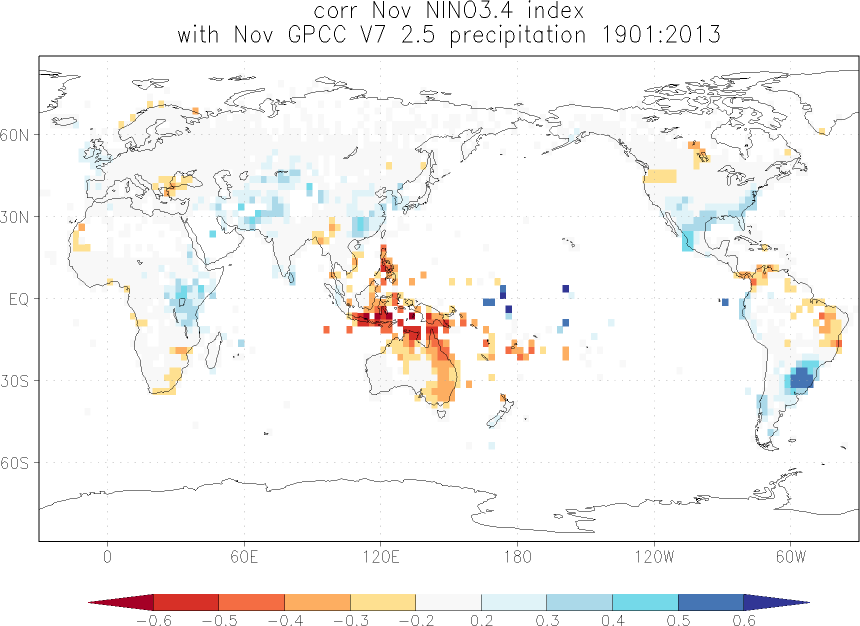 corr Nov NINO3.4 index
with Nov GPCC V7 2.5 precipitation 1901:2013
60N
30N
EQ
30S
60S
0 60E 120E 180 120W 60W
-0.6 -0.5 -0.4 -0.3 -0.2 0.2 0.3 0.4 0.5 0.6